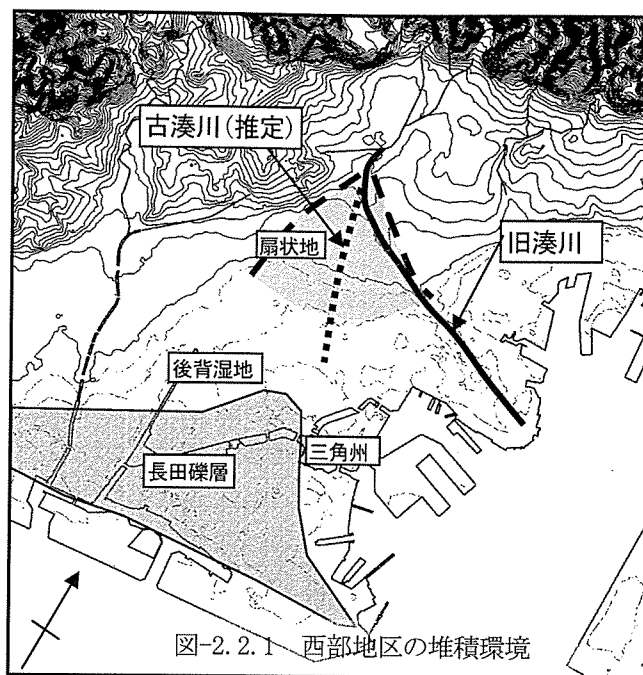 古湊川(推定)
扇状地
旧湊川
後背湿地
三角州
長田礫層
図-2.2.1 西部地区の堆積環境